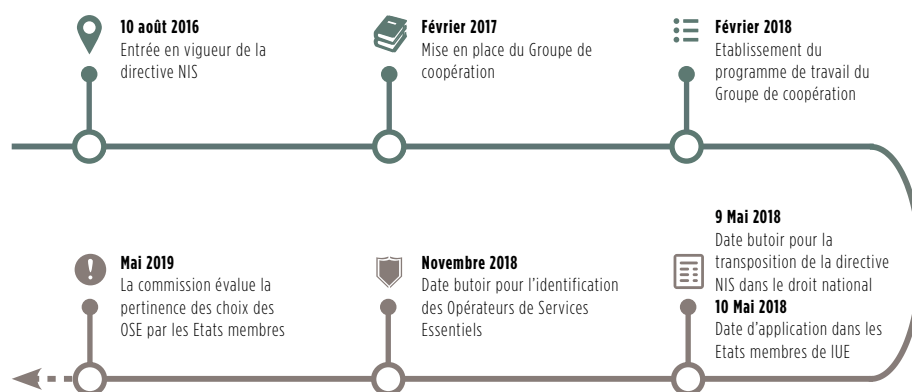 10 août 2016
Entrée en vigueur de la
directive NIS
Février 2017
Mise en place du Groupe de
coopération
Février 2018
Etablissement du
programme de travail du
Groupe de coopération
9 Mai 2018
Date butoir pour la
transposition de la directive
NIS dans le droit national
10 Mai 2018
Date d'application dans les
Etats membres de lUE
Novembre 2018
Date butoir pour l'identification
des Opérateurs de Services
Essentiels
Mai 2019
La commission évalue la
pertinence des choix des
OSE par les Etats membres